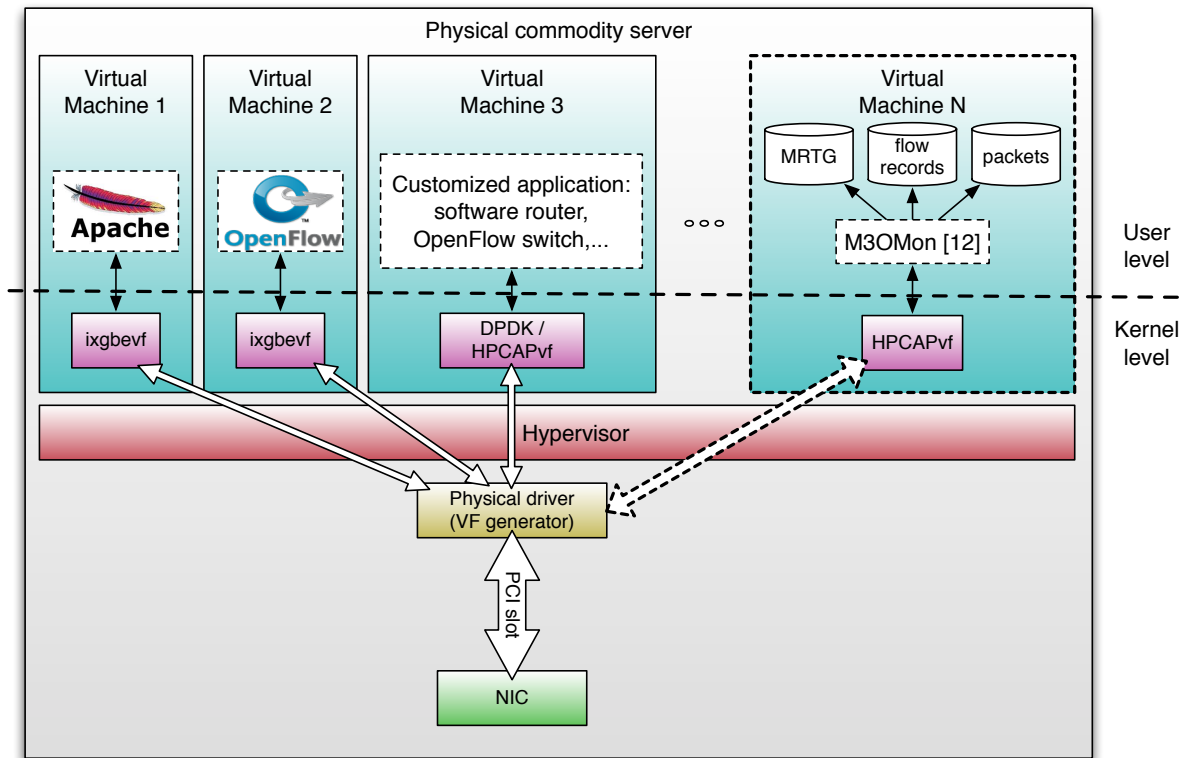 Physical commodity server
Virtual
Machine 1
Virtual
Machine 2
Virtual
Machine 3
Virtual
Machine N
MRTG
flow
records
packets
Apache
OpenFlow
TM
Customized application:
software router,
OpenFlow switch,...
M3OMon [12]
User
level
Kernel
level
ixgbevf
ixgbevf
DPDK /
HPCAPvf
HPCAPvf
Hypervisor
Physical driver
(VF generator)
PCI slot
NIC